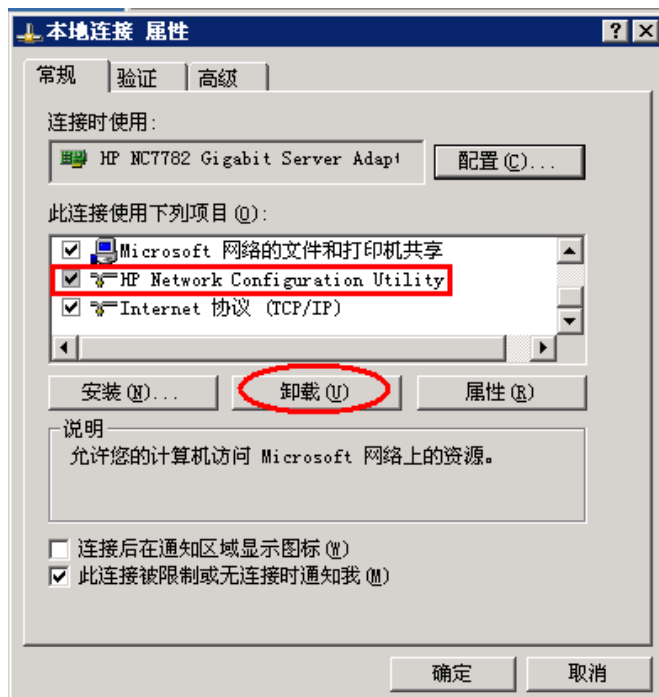 本地连接 属性
常规 验证 高级
连接时使用:
HP NC7782 Gigabit Server Adapt
配置(C)...
此连接使用下列项目(O):
Microsoft 网络的文件和打印机共享
HP Network Configuration Utility
Internet 协议 (TCP/IP)
安装(N)... 卸载(U) 属性(R)
说明
允许您的计算机访问 Microsoft 网络上的资源。
连接后在通知区域显示图标(W)
此连接被限制或无连接时通知我(M)
确定 取消